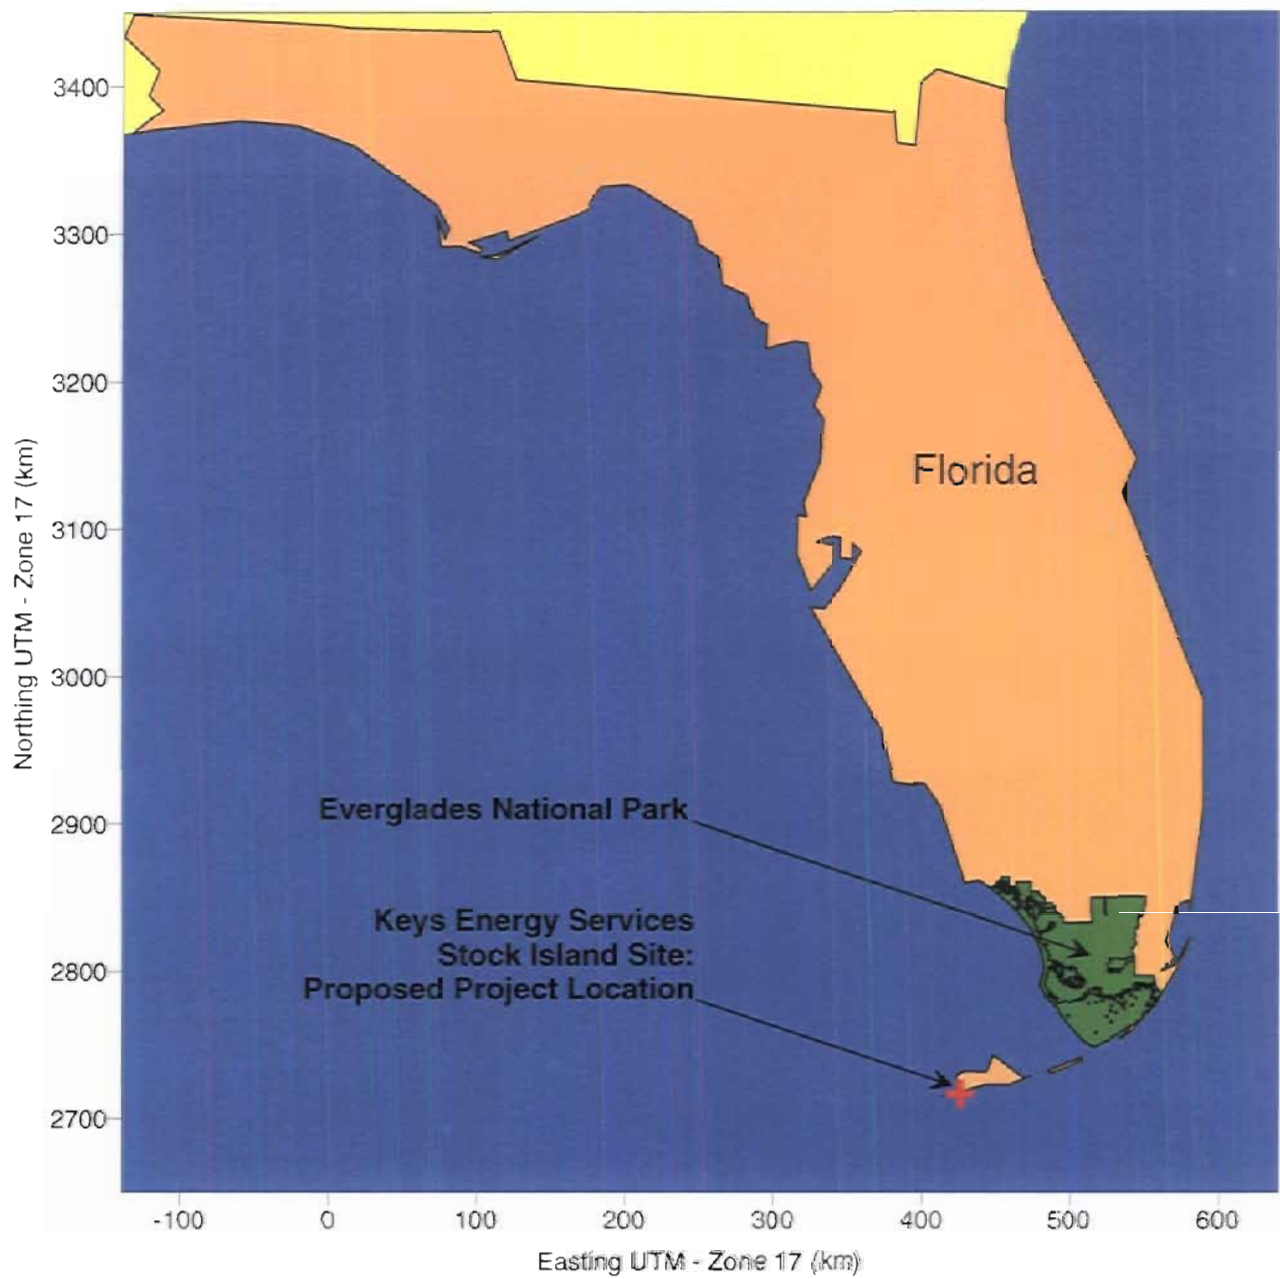 3400
3300
3200
3100
3000
2900
2800
2700
Northing UTM - Zone 17 (km)
Florida
Everglades National Park
Keys Energy Services
Stock Island Site:
Proposed Project Location
-100 0 100 200 300 400 500 600
Easting UTM - Zone 17 (km)